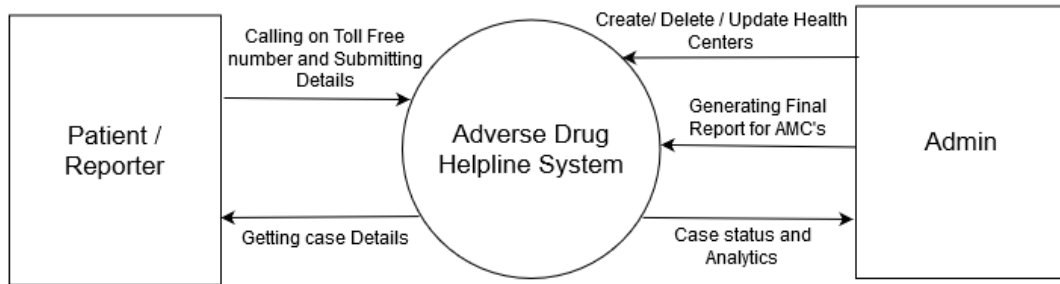 Calling on Toll Free
number and Submitting
Details
Create/ Delete / Update Health
Centers
Generating Final
Report for AMC's
Patient /
Reporter
Adverse Drug
Helpline System
Admin
Getting case Details
Case status and
Analytics